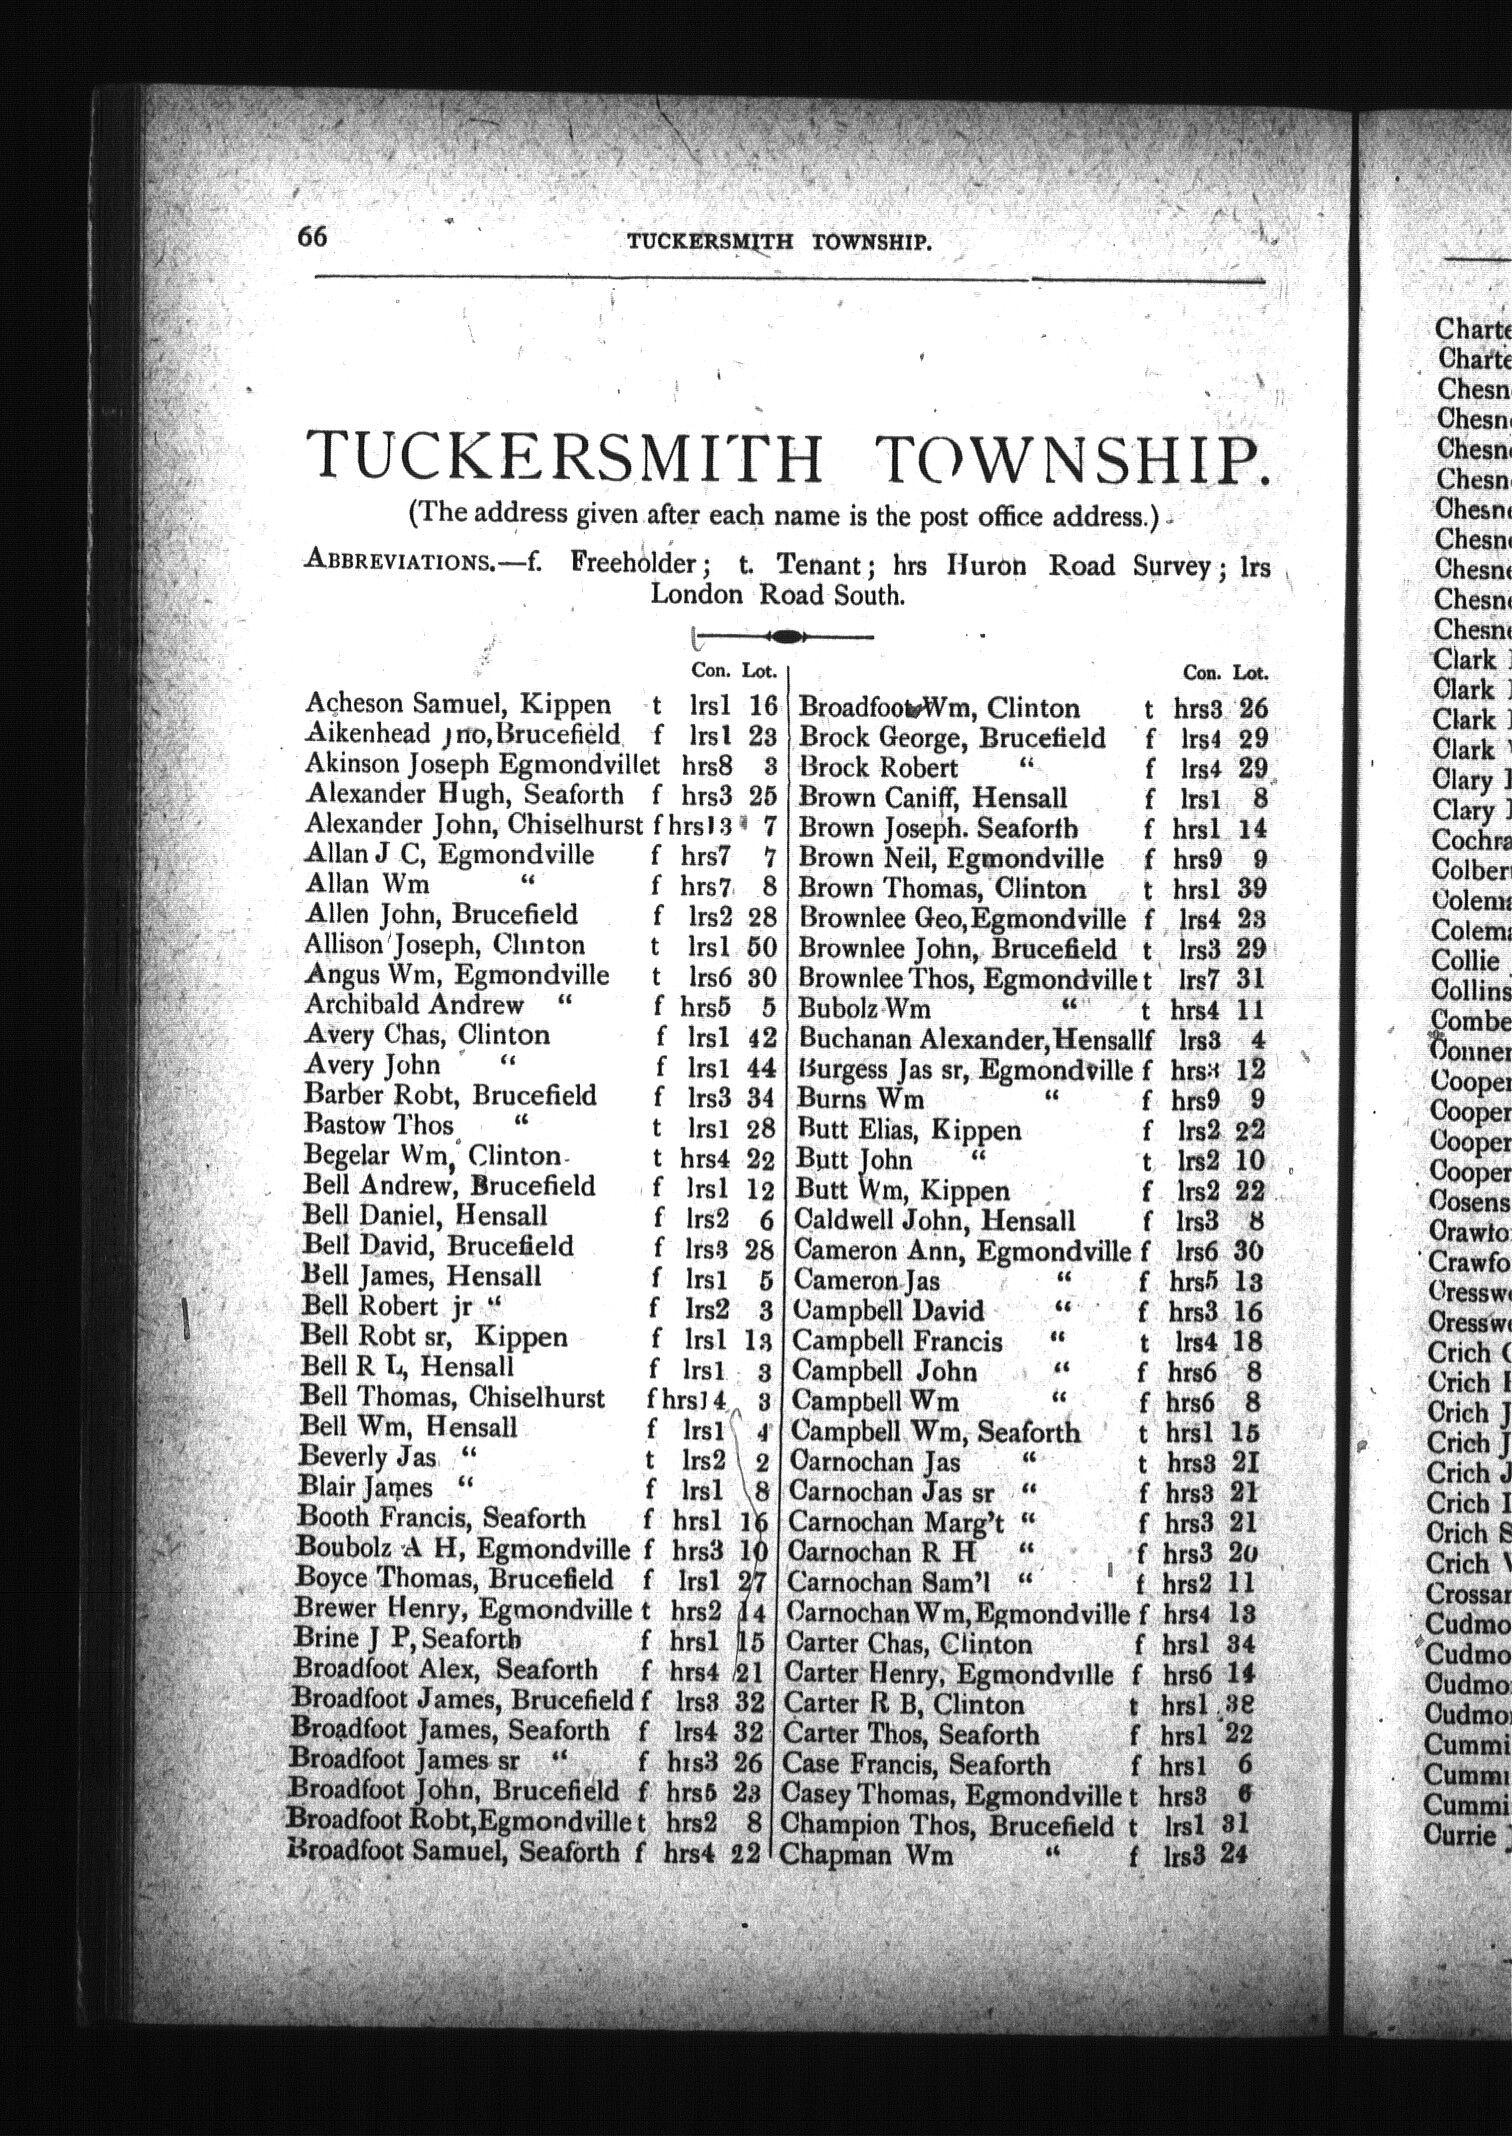 66 TUCKERSMITH TOWNSHIP.
TUCKERSMITH TOWNSHIP.
(The address given after each name is the post office address.)
ABBREVIATIONS.—f. Freeholder; t. Tenant; hrs Huron Road Survey; lrs
London Road South.
Con. Lot.
Acheson Samuel, Kippen t lrs1 16
Aikenhead Jno, Brucefield f lrs1 23
Akinson Joseph Egmondville t hrs8 3
Alexander Hugh, Seaforth f hrs3 25
Alexander John, Chiselhurst f hrs13 7
Allan J C, Egmondville f hrs7 7
Allan Wm “ f hrs7 8
Allen John, Brucefield f lrs2 28
Allison Joseph, Clinton t lrs1 50
Angus Wm, Egmondville t lrs6 30
Archibald Andrew “ f hrs5 5
Avery Chas, Clinton f lrs1 42
Avery John “ f lrs1 44
Barber Robt, Brucefield f lrs3 34
Bastow Thos “ t lrs1 28
Begelar Wm, Clinton t hrs4 22
Bell Andrew, Brucefield f lrs1 12
Bell Daniel, Hensall f lrs2 6
Bell David, Brucefield f lrs3 28
Bell James, Hensall f lrs1 5
Bell Robert jr “ f lrs2 3
Bell Robt sr, Kippen f lrs1 13
Bell R L, Hensall f lrs1 3
Bell Thomas, Chiselhurst f hrs14 3
Bell Wm, Hensall f lrs1 4
Beverly Jas “ t lrs2 2
Blair James “ f lrs1 8
Booth Francis, Seaforth f hrs1 16
Boubolz A H, Egmondville f hrs3 10
Boyce Thomas, Brucefield f lrs1 27
Brewer Henry, Egmondville t hrs2 14
Brine J P, Seaforth f hrs1 15
Broadfoot Alex, Seaforth f hrs4 21
Broadfoot James, Brucefield f lrs3 32
Broadfoot James, Seaforth f lrs4 32
Broadfoot James sr “ f hrs3 26
Broadfoot John, Brucefield f hrs5 23
Broadfoot Robt, Egmondville t hrs2 8
Broadfoot Samuel, Seaforth f hrs4 22
Con. Lot.
Broadfoot Wm, Clinton t hrs3 26
Brock George, Brucefield f lrs4 29
Brock Robert “ f lrs4 29
Brown Caniff, Hensall f lrs1 8
Brown Joseph. Seaforth f hrs1 14
Brown Neil, Egmondville f hrs9 9
Brown Thomas, Clinton t hrs1 39
Brownlee Geo, Egmondville f lrs4 23
Brownlee John, Brucefield t lrs3 29
Brownlee Thos, Egmondville t lrs7 31
Bubolz Wm “ t hrs4 11
Buchanan Alexander, Hensall f lrs3 4
Burgess Jas sr, Egmondville f hrs3 12
Burns Wm “ f hrs9 9
Butt Elias, Kippen f lrs2 22
Butt John “ t lrs2 10
Butt Wm, Kippen f lrs2 22
Caldwell John, Hensall f lrs3 8
Cameron Ann, Egmondville f lrs6 30
Cameron Jas “ f hrs5 13
Campbell David “ f hrs3 16
Campbell Francis “ t lrs4 18
Campbell John “ f hrs6 8
Campbell Wm “ f hrs6 8
Campbell Wm, Seaforth t hrs1 15
Carnochan Jas “ t hrs3 21
Carnochan Jas sr “ f hrs3 21
Carnochan Marg't “ f hrs3 21
Carnochan R H “ f hrs3 20
Carnochan Sam'l “ f hrs2 11
Carnochan Wm, Egmondville f hrs4 13
Carter Chas, Clinton f hrs1 34
Carter Henry, Egmondville f hrs6 14
Carter R B, Clinton t hrs1 38
Carter Thos, Seaforth f hrs1 22
Case Francis, Seaforth f hrs1 6
Casey Thomas, Egmondville t hrs3 6
Champion Thos, Brucefield t lrs1 31
Chapman Wm “ f lrs3 24
Clark
Clark
Clark
Clark
Clary
Clary
Collie
Crich
Crich
Crich
Crich
Crich
Crich
Crich
Crich
Currie